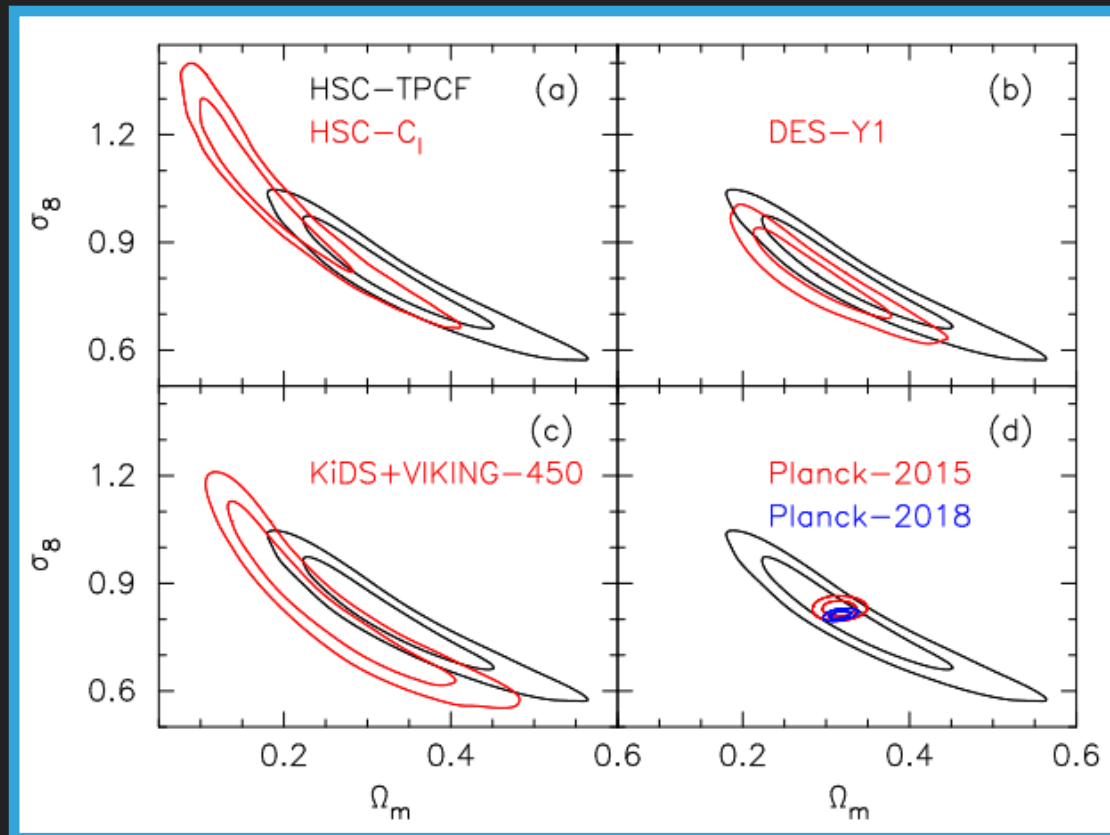 HSC-TPCF (a)
HSC-C_l
(b)
DES-Y1
1.2
0.9
0.6
σ8
(c)
KiDS+VIKING-450
(d)
Planck-2015
Planck-2018
1.2
0.9
0.6
σ8
0.2 0.4 0.6 0.2 0.4 0.6
Ωm Ωm